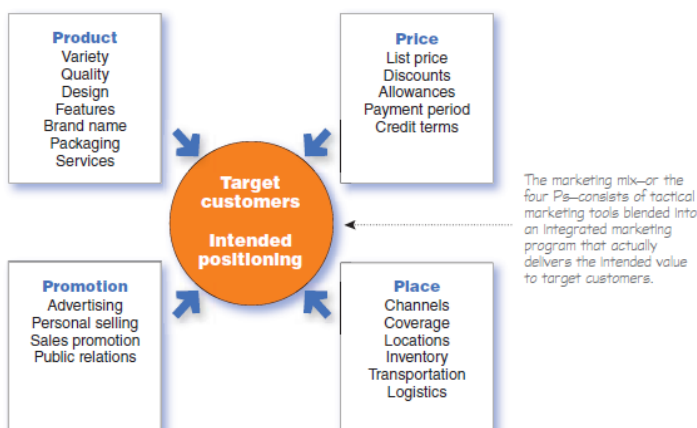 Product
Variety
Quality
Design
Features
Brand name
Packaging
Services
Price
List price
Discounts
Allowances
Payment period
Credit terms
Target
customers
Intended
positioning
The marketing mix—or the
four Ps—consists of tactical
marketing tools blended into
an integrated marketing
program that actually
delivers the intended value
to target customers.
Promotion
Advertising
Personal selling
Sales promotion
Public relations
Place
Channels
Coverage
Locations
Inventory
Transportation
Logistics